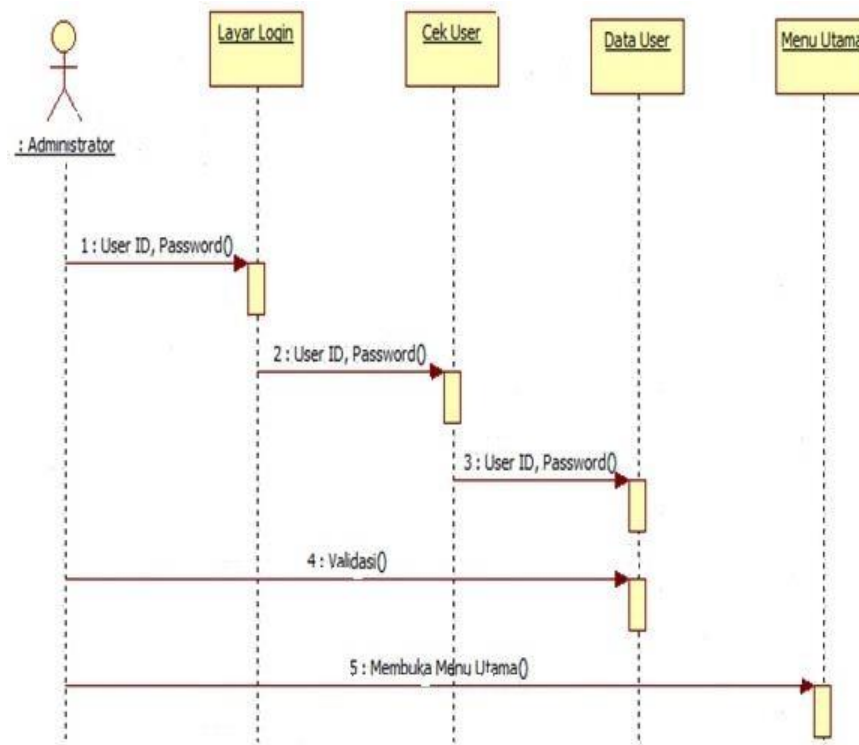 Layar Login
Cek User
Data User
Menu Utama
: Administrator
1 : User ID, Password()
2 : User ID, Password()
3 : User ID, Password()
4 : Validasi()
5 : Membuka Menu Utama()